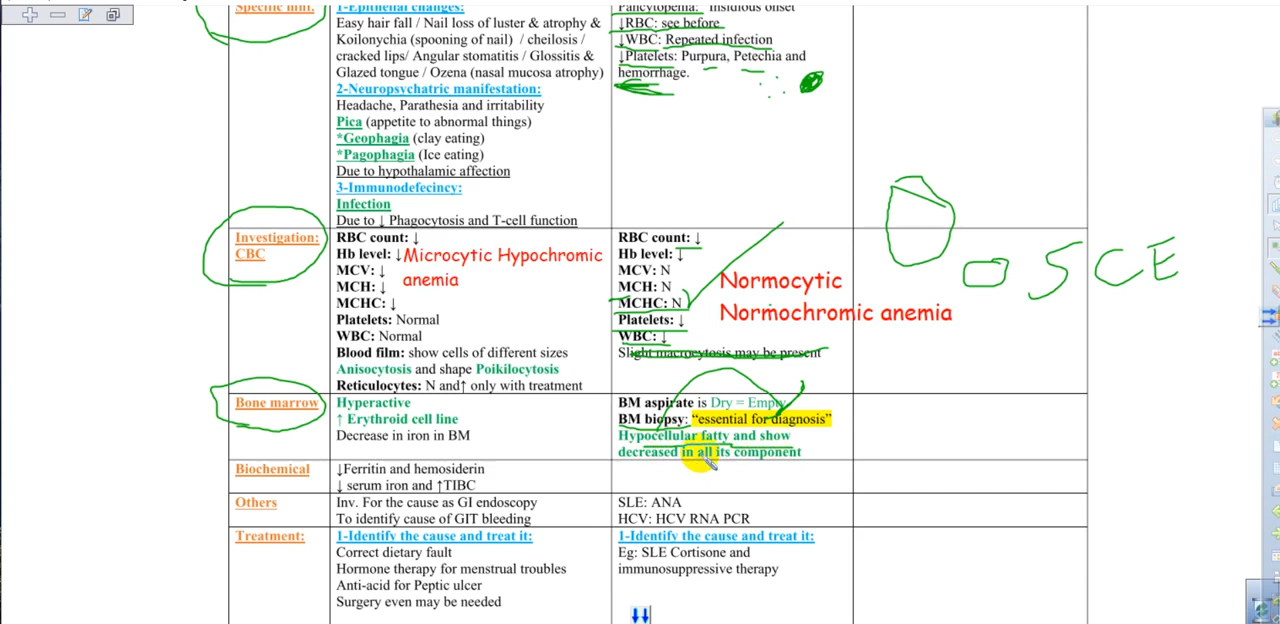 Specific inm.
1-Epithelial changes:
Easy hair fall / Nail loss of luster & atrophy &
Koilonychia (spooning of nail) / cheilosis /
cracked lips/ Angular stomatitis / Glossitis &
Glazed tongue / Ozena (nasal mucosa atrophy)
2-Neuropsychatric manifestation:
Headache, Parathesia and irritability
Pica (appetite to abnormal things)
*Geophagia (clay eating)
*Pagophagia (Ice eating)
Due to hypothalamic affection
3-Immunodefecincy:
Infection
Due to ↓ Phagocytosis and T-cell function
Pancytopenia: Insidious onset
↓RBC: see before
↓WBC: Repeated infection
↓Platelets: Purpura, Petechia and
hemorrhage.
Investigation:
CBC
RBC count: ↓
Hb level: ↓
MCV: ↓
MCH: ↓
MCHC: ↓
Platelets: Normal
WBC: Normal
Blood film: show cells of different sizes
Anisocytosis and shape Poikilocytosis
Reticulocytes: N and↑ only with treatment
Microcytic Hypochromic
anemia
RBC count: ↓
Hb level: ↓
MCV: N
MCH: N
MCHC: N
Platelets: ↓
WBC: ↓
Slight macrocytosis may be present
Normocytic
Normochromic anemia
OSCE
Bone marrow
Hyperactive
↑ Erythroid cell line
Decrease in iron in BM
BM aspirate is Dry = Empty
BM biopsy: “essential for diagnosis”
Hypocellular fatty and show
decreased in all its component
Biochemical
↓Ferritin and hemosiderin
↓ serum iron and ↑TIBC
Others
Inv. For the cause as GI endoscopy
To identify cause of GIT bleeding
SLE: ANA
HCV: HCV RNA PCR
Treatment:
1-Identify the cause and treat it:
Correct dietary fault
Hormone therapy for menstrual troubles
Anti-acid for Peptic ulcer
Surgery even may be needed
1-Identify the cause and treat it:
Eg: SLE Cortisone and
immunosuppressive therapy